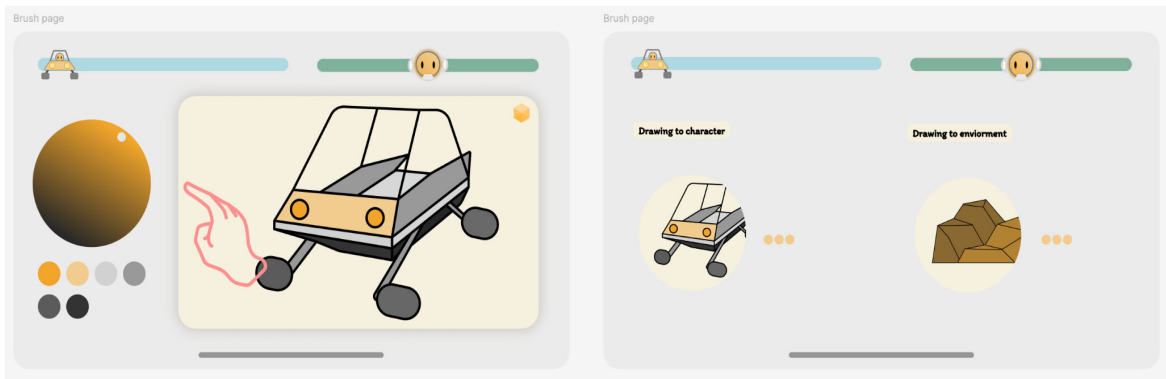 Brush page
Brush page
Drawing to character
Drawing to enviorment